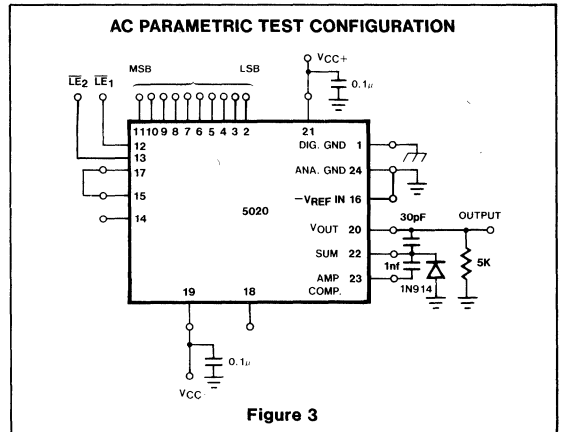 AC PARAMETRIC TEST CONFIGURATION
VCC+
LE2 LE1 MSB LSB
0.1µ
11 10 9 8 7 6 5 4 3 2 21
12 DIG. GND 1
13
17 ANA. GND 24
15 −VREF IN 16
14 5020
30pF OUTPUT
VOUT 20
SUM 22
1nf 5K
AMP 23
COMP. 1N914
19 18
0.1µ
VCC-
Figure 3